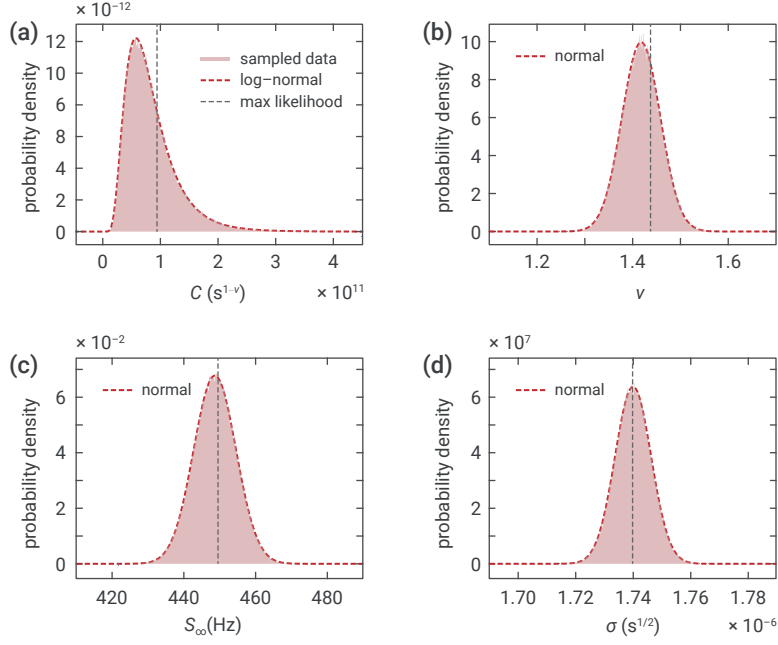 (a)
× 10⁻¹²
probability density
12
10
6
8
4
2
0
sampled data
log–normal
max likelihood
0 1 2 3 4
C (s¹⁻ᵛ)
× 10¹¹
(b)
probability density
10
8
6
4
2
0
normal
1.2 1.4 1.6
ν
(c)
× 10⁻²
probability density
6
4
2
0
normal
420 440 460 480
S∞(Hz)
(d)
× 10⁷
probability density
6
4
2
0
normal
1.70 1.72 1.74 1.76 1.78
σ (s¹ᐟ²)
× 10⁻⁶